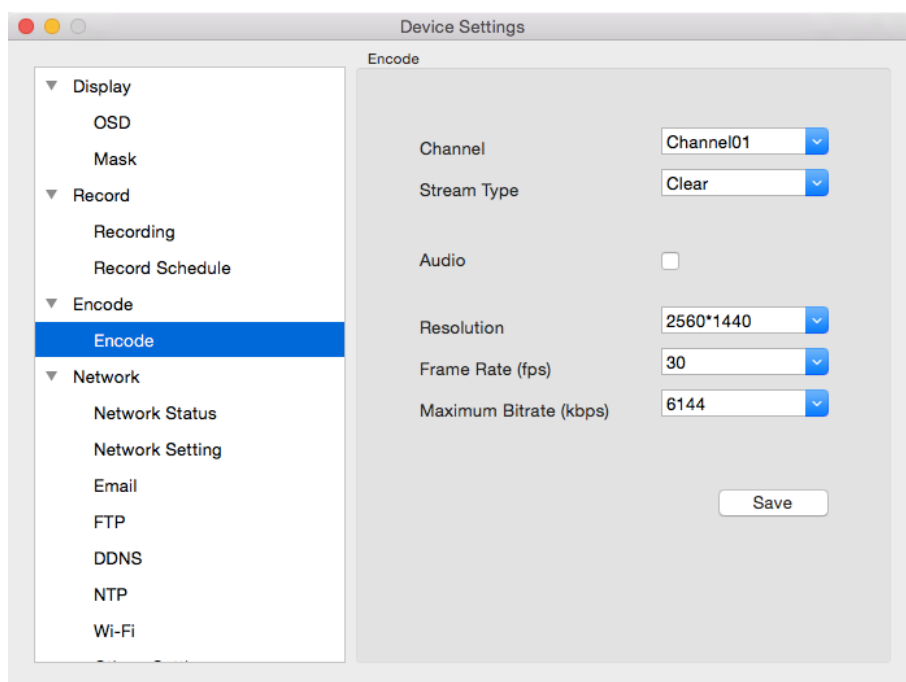 Device Settings
Encode
Display
OSD
Mask
Record
Recording
Record Schedule
Encode
Encode
Network
Network Status
Network Setting
Email
FTP
DDNS
NTP
Wi-Fi
Channel
Channel01
Stream Type
Clear
Audio
Resolution
2560*1440
Frame Rate (fps)
30
Maximum Bitrate (kbps)
6144
Save